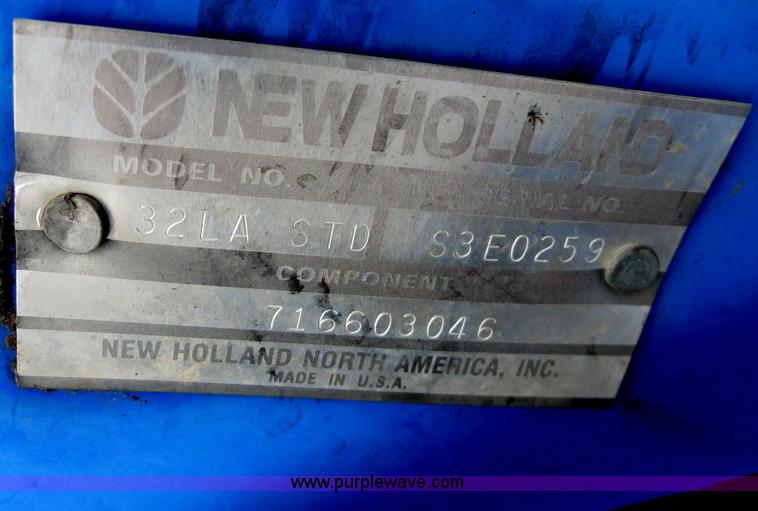 NEW HOLLAND
MODEL NO. SERIAL NO.
32LA STD S3E0259
COMPONENT
716603046
NEW HOLLAND NORTH AMERICA, INC.
MADE IN U.S.A.
www.purplewave.com